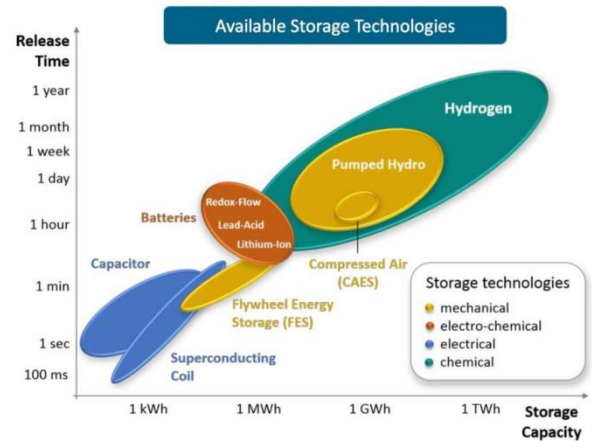 Available Storage Technologies
Release
Time
1 year
1 month
1 week
1 day
1 hour
1 min
1 sec
100 ms
Hydrogen
Pumped Hydro
Redox-Flow
Lead-Acid
Lithium-Ion
Batteries
Compressed Air
(CAES)
Capacitor
Flywheel Energy
Storage (FES)
Superconducting
Coil
Storage technologies
mechanical
electro-chemical
electrical
chemical
1 kWh
1 MWh
1 GWh
1 TWh
Storage
Capacity